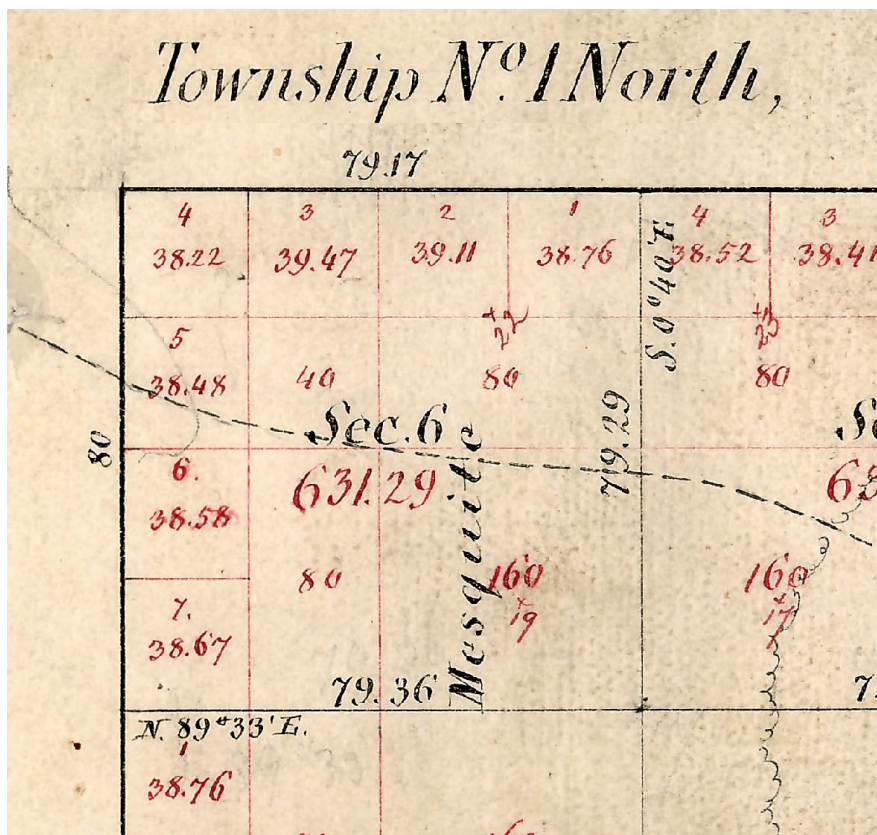 Township Nº. 1 North,
79.17
4 3 2 1 4 3
38.22 39.47 39.11 38.76 38.52 38.41
S. 0°40'E.
22 23
5
38.48 40 80 80
79.29
80
Sec. 6
6.
631.29
38.58
Mesquite
80 160 160
19 17
7.
38.67
79.36
N. 89°33'E.
1
38.76